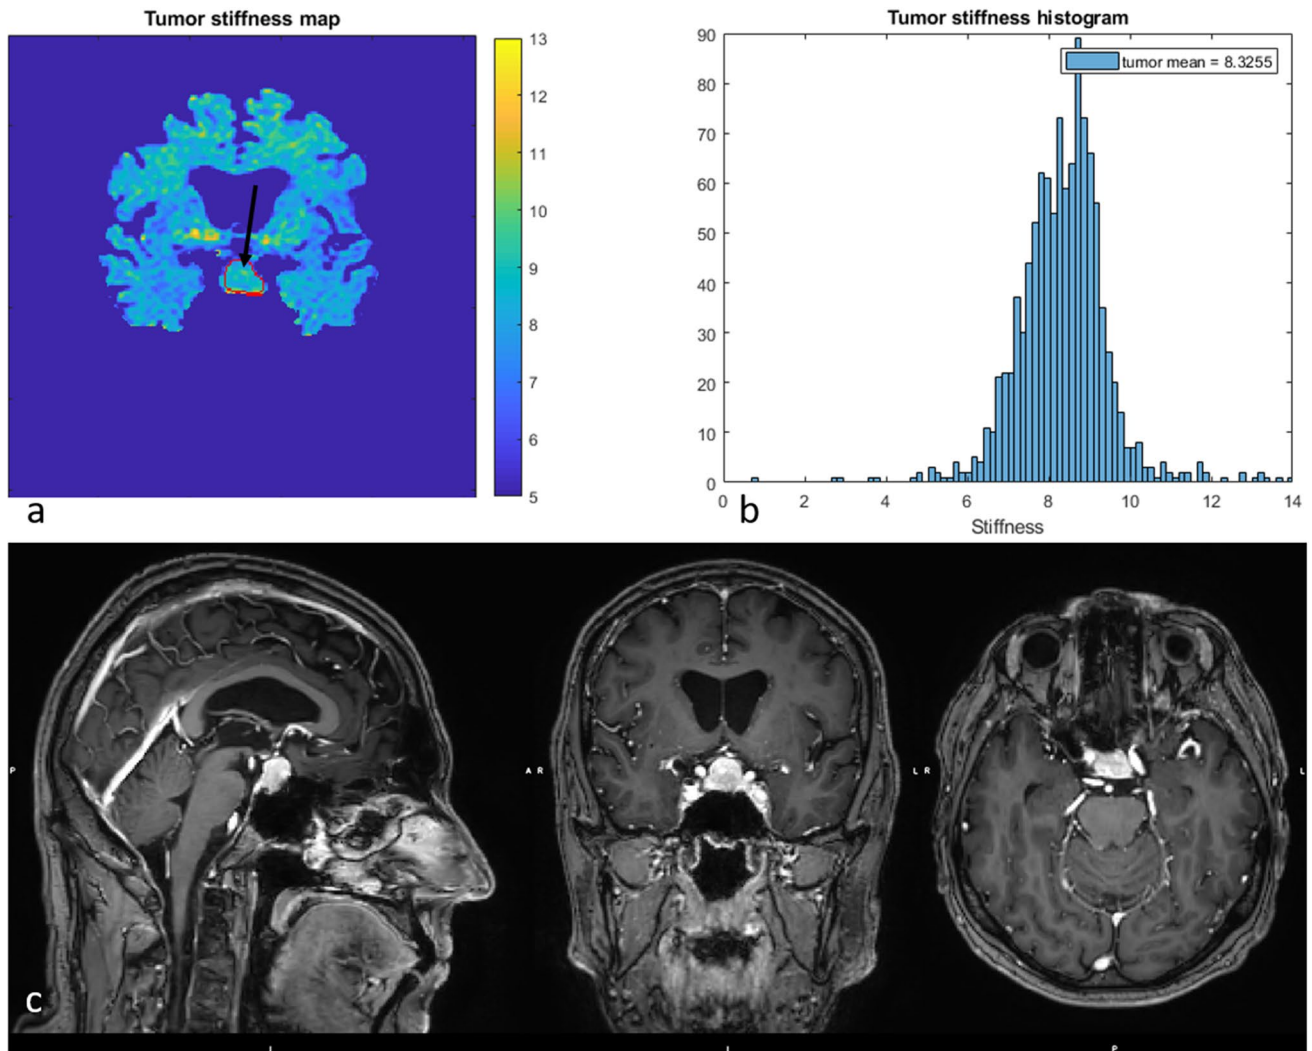 Tumor stiffness map
13
12
11
10
9
8
7
6
5
a
Tumor stiffness histogram
90
80
70
60
50
40
30
20
10
0
tumor mean = 8.3255
0 2 4 6 8 10 12 14
Stiffness
b
P
A R
L R
L
c
I
I
P